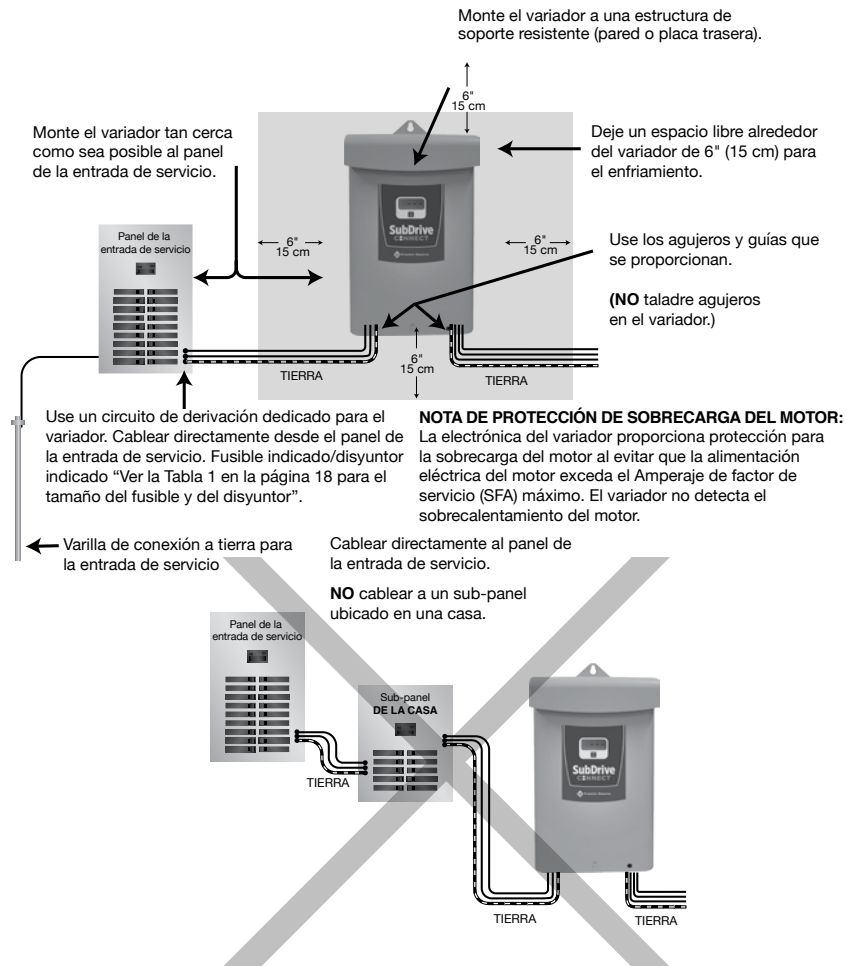 Monte el variador a una estructura de
soporte resistente (pared o placa trasera).
6"
15 cm
Monte el variador tan cerca
como sea posible al panel
de la entrada de servicio.
Deje un espacio libre alrededor
del variador de 6" (15 cm) para
el enfriamiento.
Panel de la
entrada de servicio
SubDrive
CONNECT
Franklin Electric
6"
15 cm
6"
15 cm
Use los agujeros y guías que
se proporcionan.
(NO taladre agujeros
en el variador.)
6"
15 cm
TIERRA
TIERRA
Use un circuito de derivación dedicado para el
variador. Cablear directamente desde el panel de
la entrada de servicio. Fusible indicado/disyuntor
indicado “Ver la Tabla 1 en la página 18 para el
tamaño del fusible y del disyuntor”.
NOTA DE PROTECCIÓN DE SOBRECARGA DEL MOTOR:
La electrónica del variador proporciona protección para
la sobrecarga del motor al evitar que la alimentación
eléctrica del motor exceda el Amperaje de factor de
servicio (SFA) máximo. El variador no detecta el
sobrecalentamiento del motor.
Varilla de conexión a tierra para
la entrada de servicio
Cablear directamente al panel de
la entrada de servicio.
NO cablear a un sub-panel
ubicado en una casa.
Panel de la
entrada de servicio
Sub-panel
DE LA CASA
TIERRA
SubDrive
CONNECT
Franklin Electric
TIERRA
TIERRA